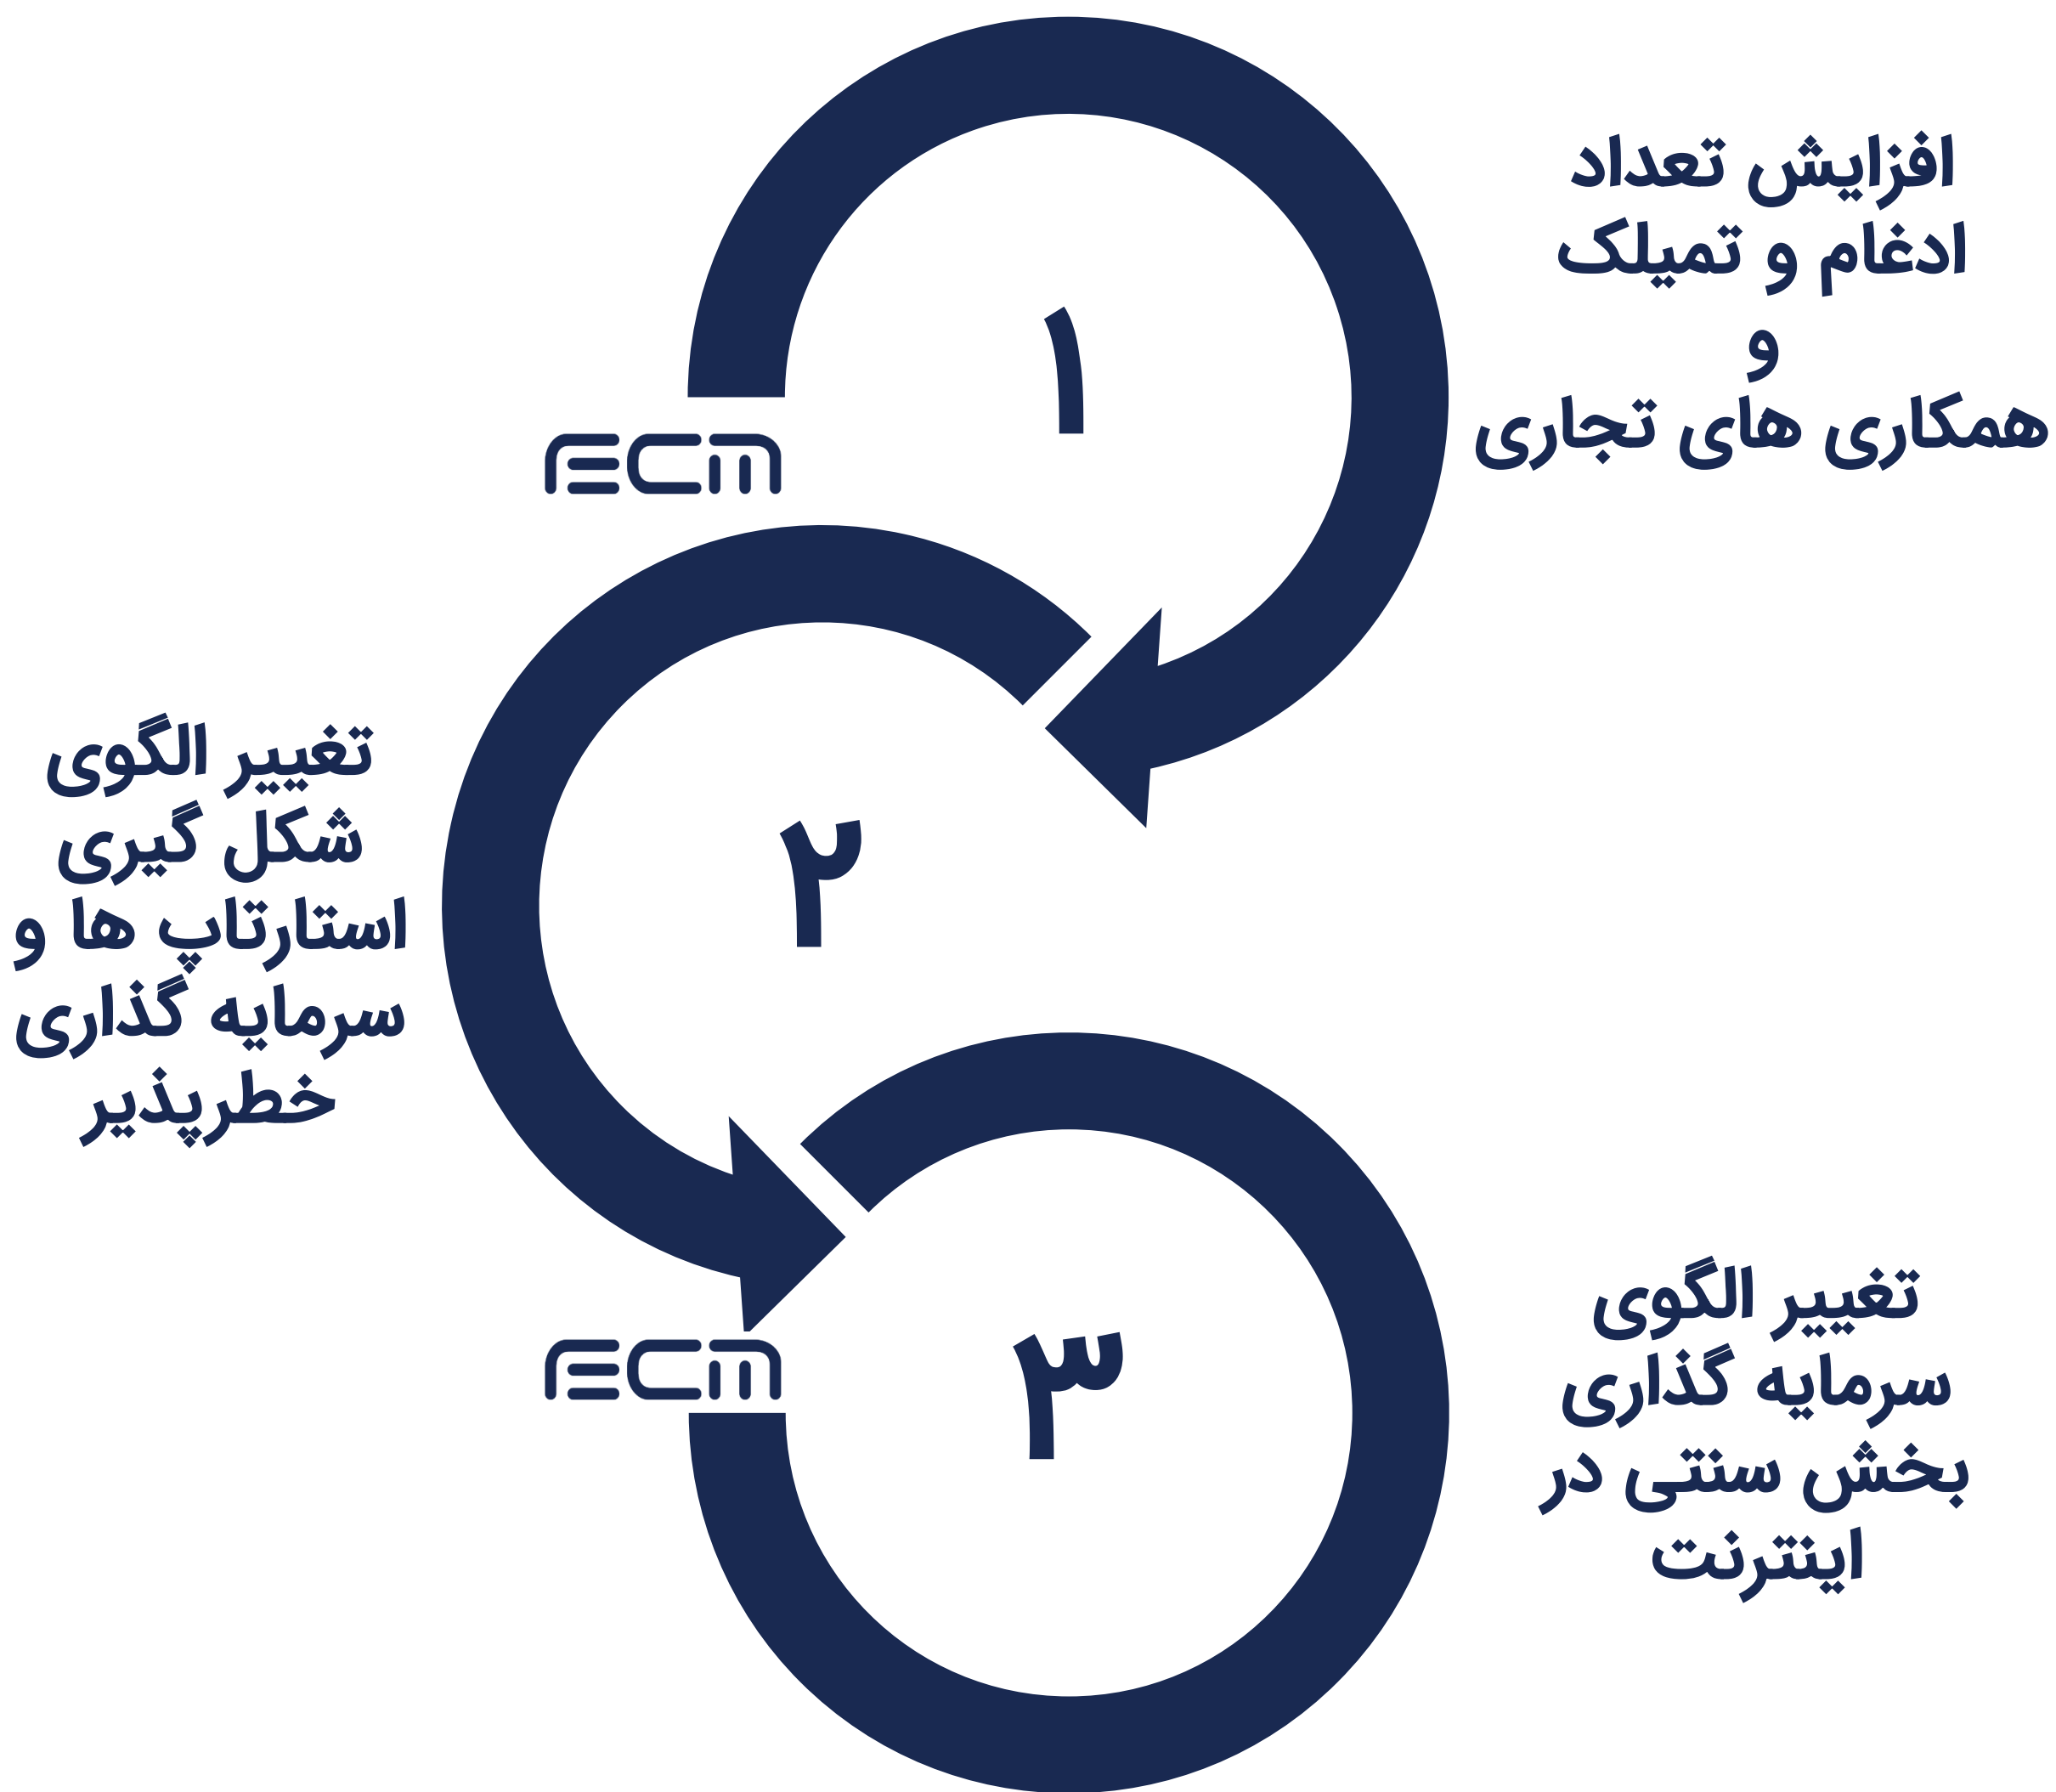 ۱
افزایش تعداد
ادغام و تمیلک
و
همکاری های تجاری
ECM
۲
تغییر الگوی
شکل گیری
استارتاپ ها و
سرمایه گذاری
خطرپذیر
ECM
۳
تغییر الگوی
سرمایه گذاری
بخش سنتی در
اینترنت